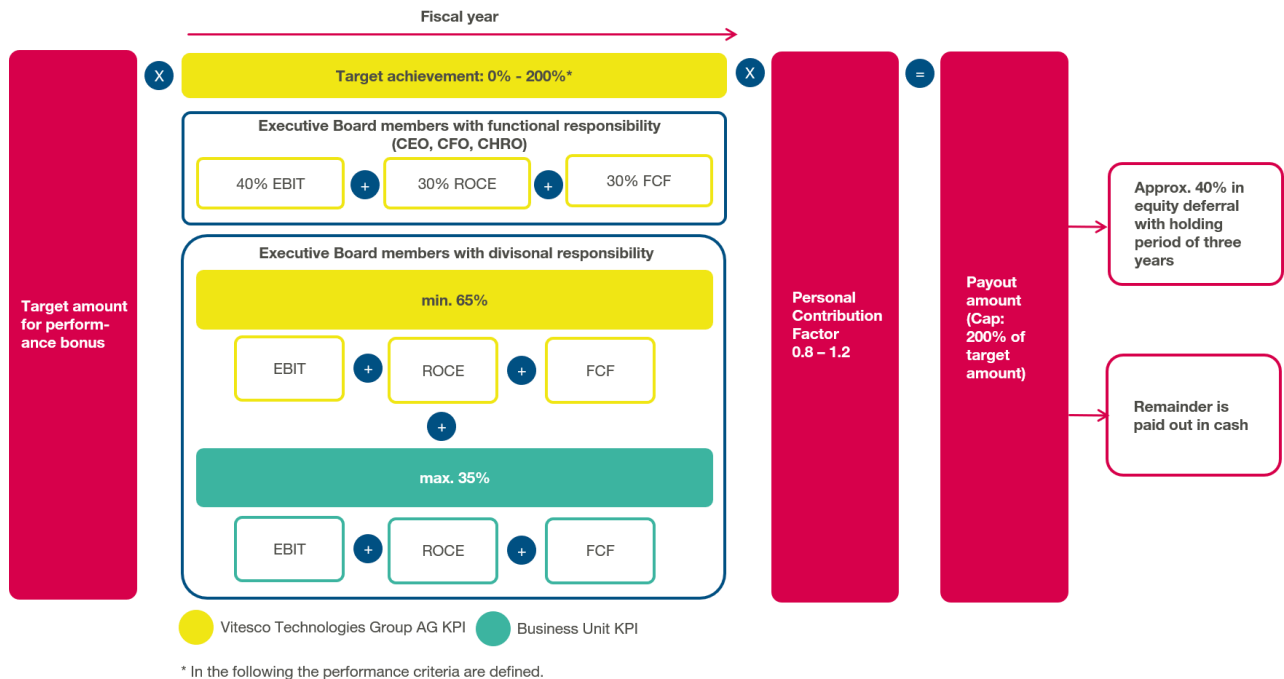 Fiscal year
Target amount
for perform-
ance bonus
X
Target achievement: 0% - 200%*
Executive Board members with functional responsibility
(CEO, CFO, CHRO)
40% EBIT
+
30% ROCE
+
30% FCF
Executive Board members with divisonal responsibility
min. 65%
EBIT
+
ROCE
+
FCF
+
max. 35%
EBIT
+
ROCE
+
FCF
X
Personal
Contribution
Factor
0.8 – 1.2
=
Payout
amount
(Cap:
200% of
target
amount)
Approx. 40% in
equity deferral
with holding
period of three
years
Remainder is
paid out in cash
Vitesco Technologies Group AG KPI
Business Unit KPI
* In the following the performance criteria are defined.